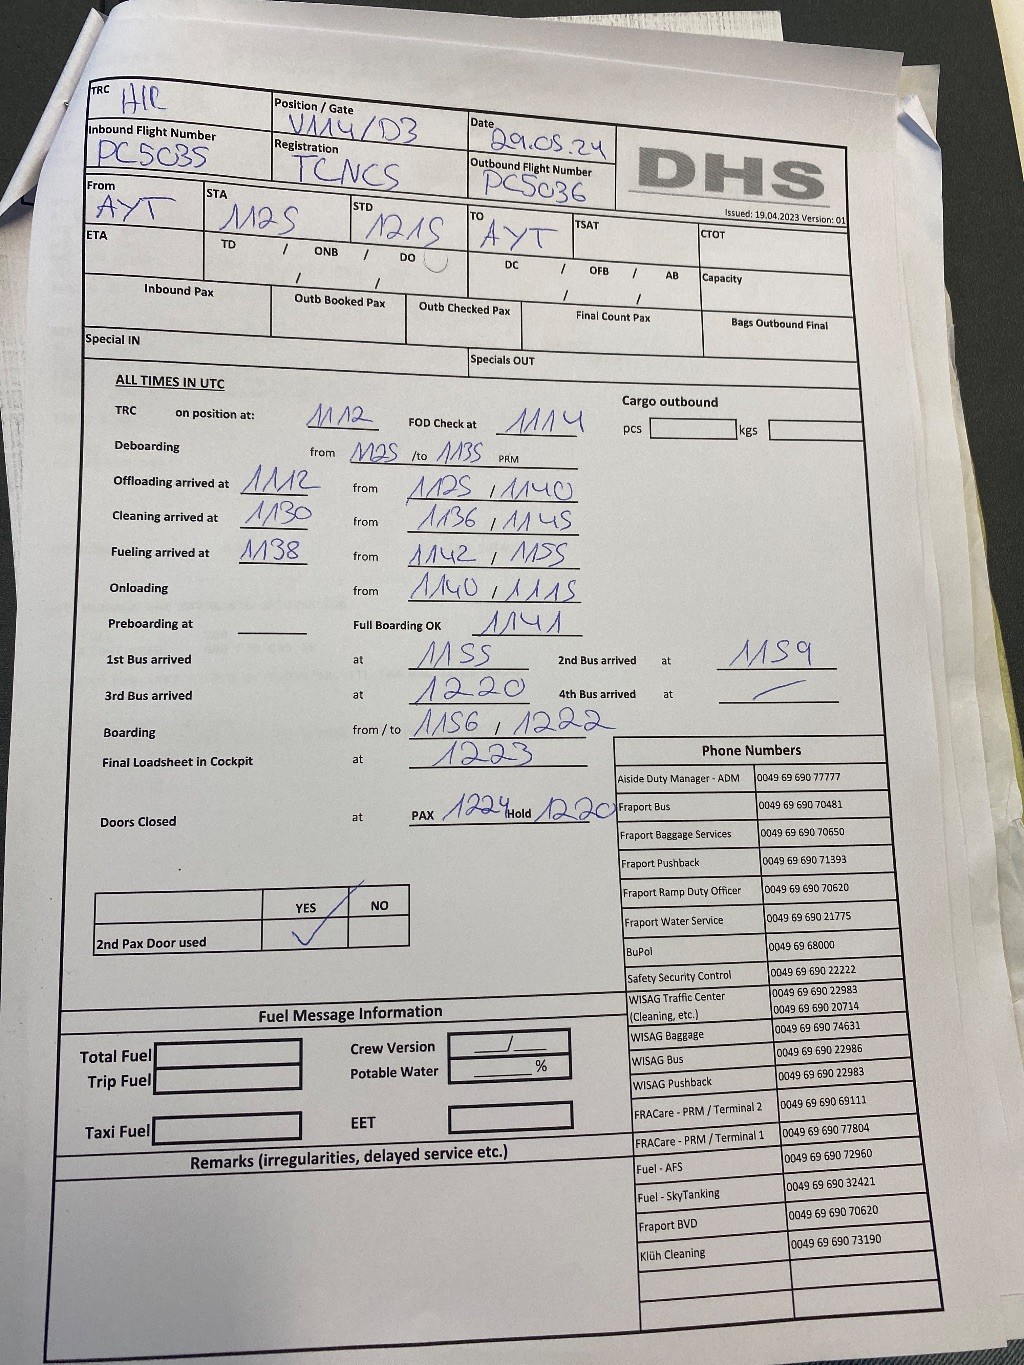 TRC HIR Position / Gate V114/D3 Date 29.05.24 DHS
Inbound Flight Number PC5035 Registration TCNCS Outbound Flight Number PC5036
Issued: 19.04.2023 Version: 01
From AYT STA 1125 STD 1215 TO AYT TSAT CTOT
ETA TD / ONB / DO DC / OFB / AB Capacity
/ / / /
Inbound Pax Outb Booked Pax Outb Checked Pax Final Count Pax Bags Outbound Final
Special IN Specials OUT
ALL TIMES IN UTC
Cargo outbound
TRC on position at: 1112 FOD Check at 1114 pcs kgs
Deboarding from 1125 /to 1135 PRM
Offloading arrived at 1112 from 1125 / 1140
Cleaning arrived at 1130 from 1136 / 1145
Fueling arrived at 1138 from 1142 / 1155
Onloading from 1140 / 1115
Preboarding at Full Boarding OK 1141
1st Bus arrived at 1155 2nd Bus arrived at 1159
3rd Bus arrived at 1220 4th Bus arrived at /
Boarding from / to 1156 / 1222
Final Loadsheet in Cockpit at 1223
Doors Closed at PAX 1224 Hold 1220
YES NO
2nd Pax Door used ✓
Phone Numbers
Aiside Duty Manager - ADM 0049 69 690 77777
Fraport Bus 0049 69 690 70481
Fraport Baggage Services 0049 69 690 70650
Fraport Pushback 0049 69 690 71393
Fraport Ramp Duty Officer 0049 69 690 70620
Fraport Water Service 0049 69 690 21775
BuPol 0049 69 68000
Safety Security Control 0049 69 690 22222
WISAG Traffic Center 0049 69 690 22983
(Cleaning, etc.) 0049 69 690 20714
WISAG Baggage 0049 69 690 74631
WISAG Bus 0049 69 690 22986
WISAG Pushback 0049 69 690 22983
FRACare - PRM / Terminal 2 0049 69 690 69111
FRACare - PRM / Terminal 1 0049 69 690 77804
Fuel - AFS 0049 69 690 72960
Fuel - SkyTanking 0049 69 690 32421
Fraport BVD 0049 69 690 70620
Klüh Cleaning 0049 69 690 73190
Fuel Message Information
Total Fuel Crew Version /
Trip Fuel Potable Water %
Taxi Fuel EET
Remarks (irregularities, delayed service etc.)